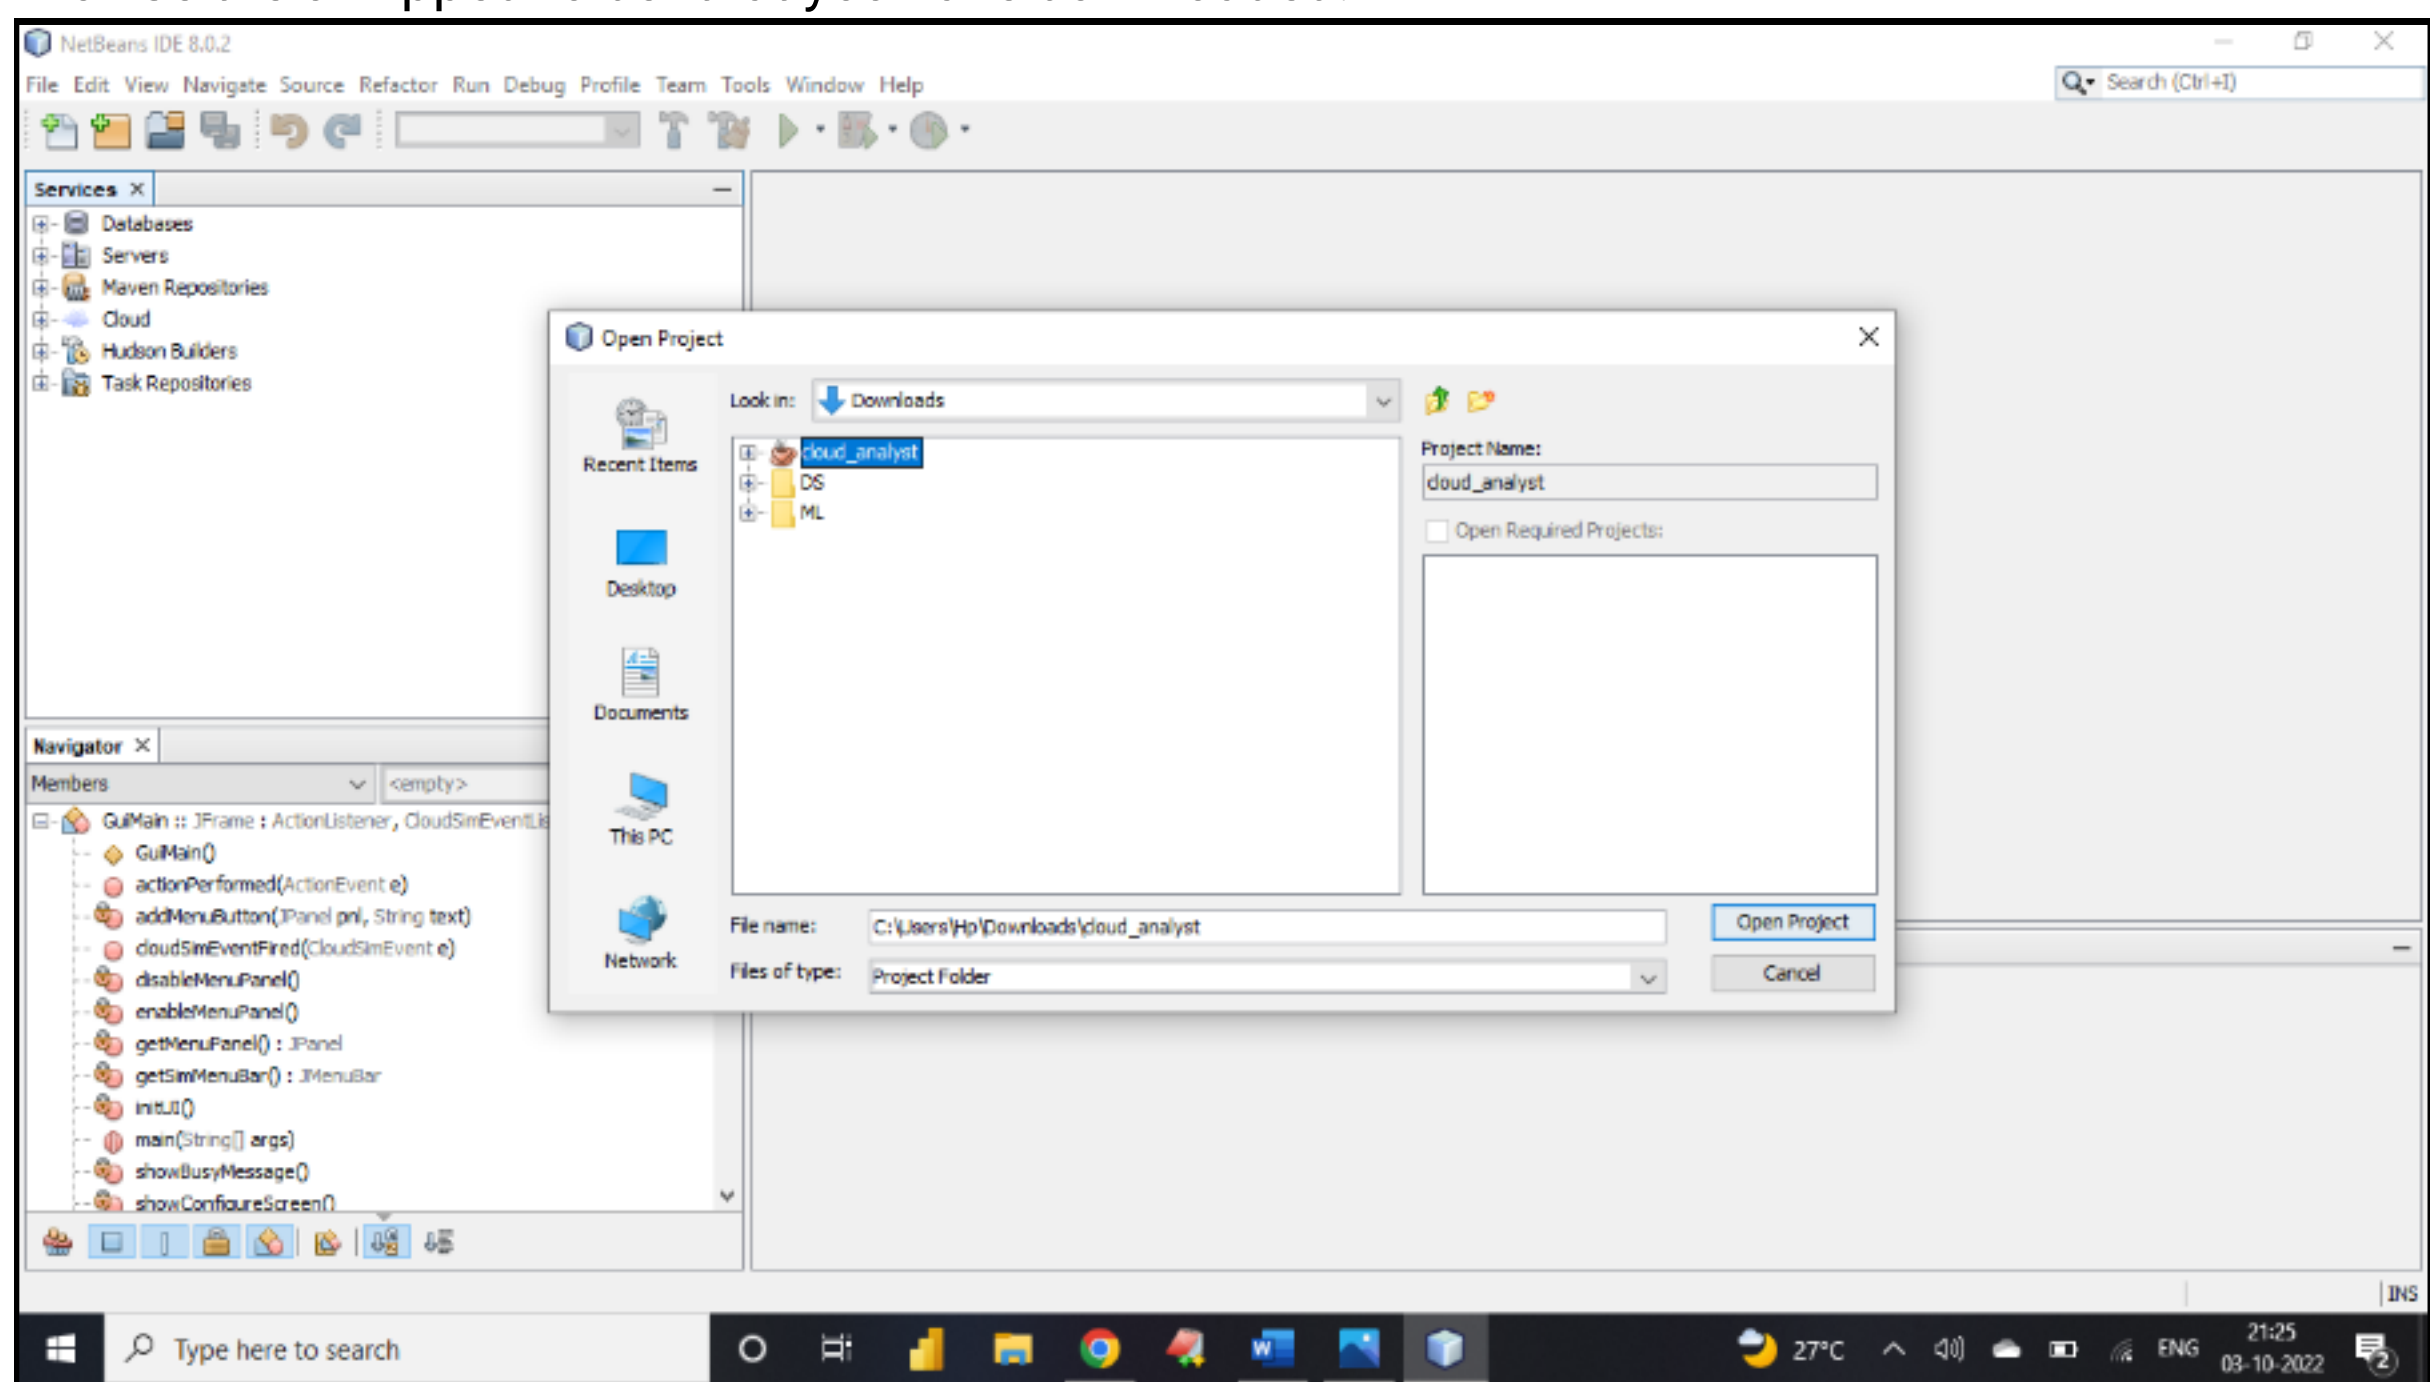 NetBeans IDE 8.0.2
File Edit View Navigate Source Refactor Run Debug Profile Team Tools Window Help
Search (Ctrl+I)
Services
Databases
Servers
Maven Repositories
Cloud
Hudson Builders
Task Repositories
Navigator
Members
<empty>
GuiMain :: JFrame : ActionListener, CloudSimEventLis
GuiMain()
actionPerformed(ActionEvent e)
addMenuButton(JPanel pnl, String text)
cloudSimEventFired(CloudSimEvent e)
disableMenuPanel()
enableMenuPanel()
getMenuPanel() : JPanel
getSimMenuBar() : JMenuBar
initUI()
main(String[] args)
showBusyMessage()
showConfigureScreen()
Open Project
Look in:
Downloads
Recent Items
Desktop
Documents
This PC
Network
cloud_analyst
DS
ML
Project Name:
cloud_analyst
Open Required Projects:
File name:
C:\Users\Hp\Downloads\cloud_analyst
Open Project
Files of type:
Project Folder
Cancel
INS
Type here to search
27°C
ENG
21:25
03-10-2022
2